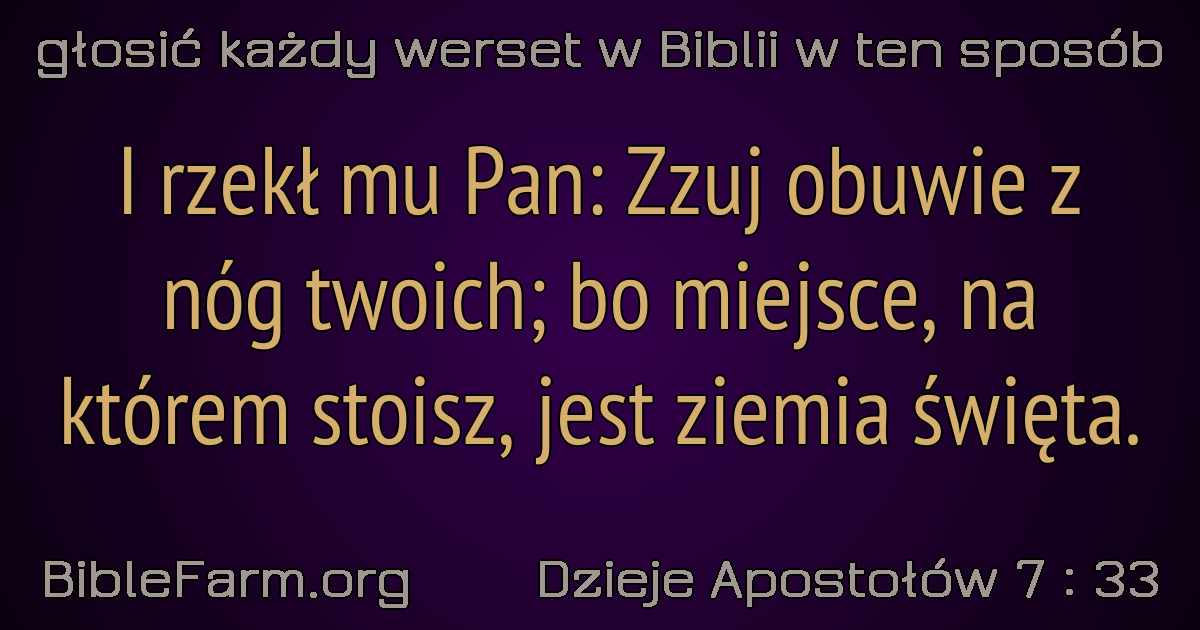 głosić każdy werset w Biblii w ten sposób
I rzekł mu Pan: Zzuj obuwie z
nóg twoich; bo miejsce, na
którem stoisz, jest ziemia święta.
BibleFarm.org
Dzieje Apostołów 7 : 33